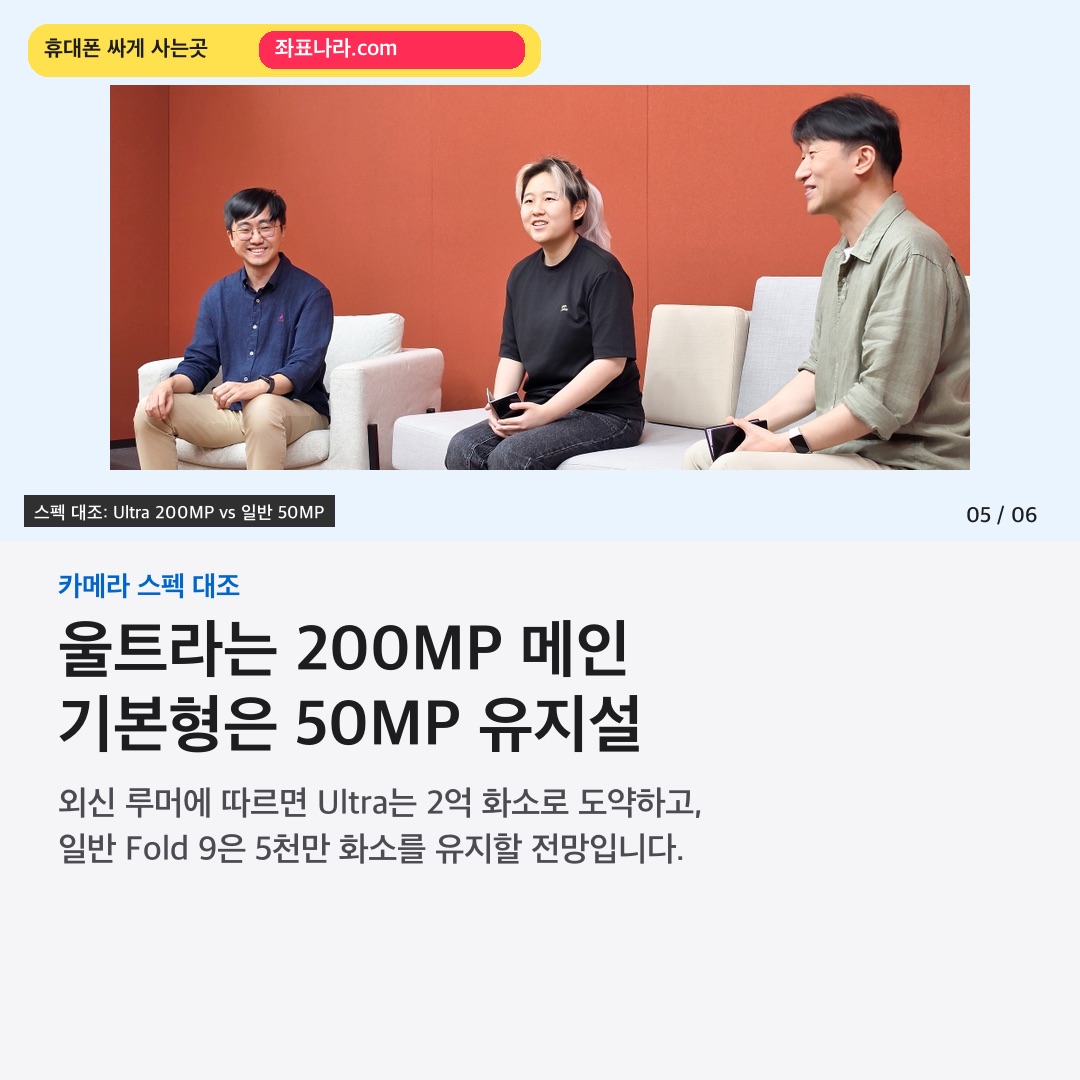 휴대폰 싸게 사는곳 좌표나라.com
스펙 대조: Ultra 200MP vs 일반 50MP
05 / 06
카메라 스펙 대조
울트라는 200MP 메인
기본형은 50MP 유지설
외신 루머에 따르면 Ultra는 2억 화소로 도약하고,
일반 Fold 9은 5천만 화소를 유지할 전망입니다.